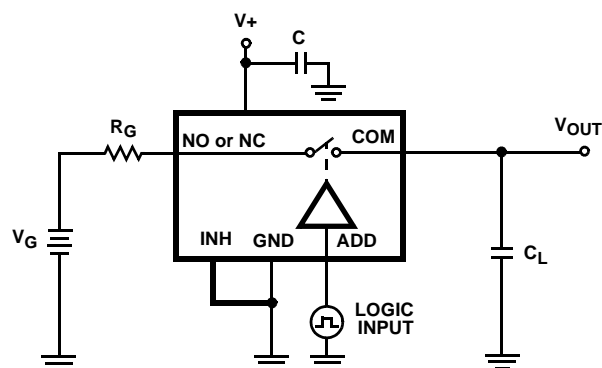 V+
C
RG
NO or NC
COM
VOUT
VG
INH
GND
ADD
CL
LOGIC
INPUT